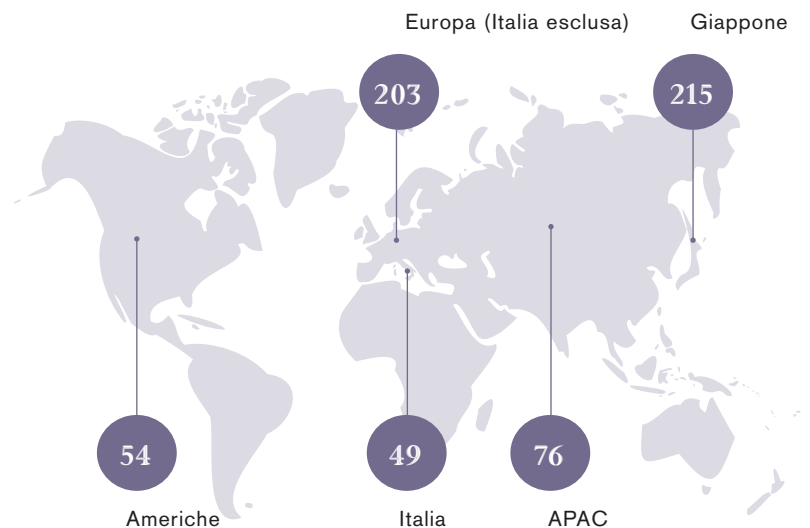 Europa (Italia esclusa)
Giappone
203
215
54
49
76
Americhe
Italia
APAC